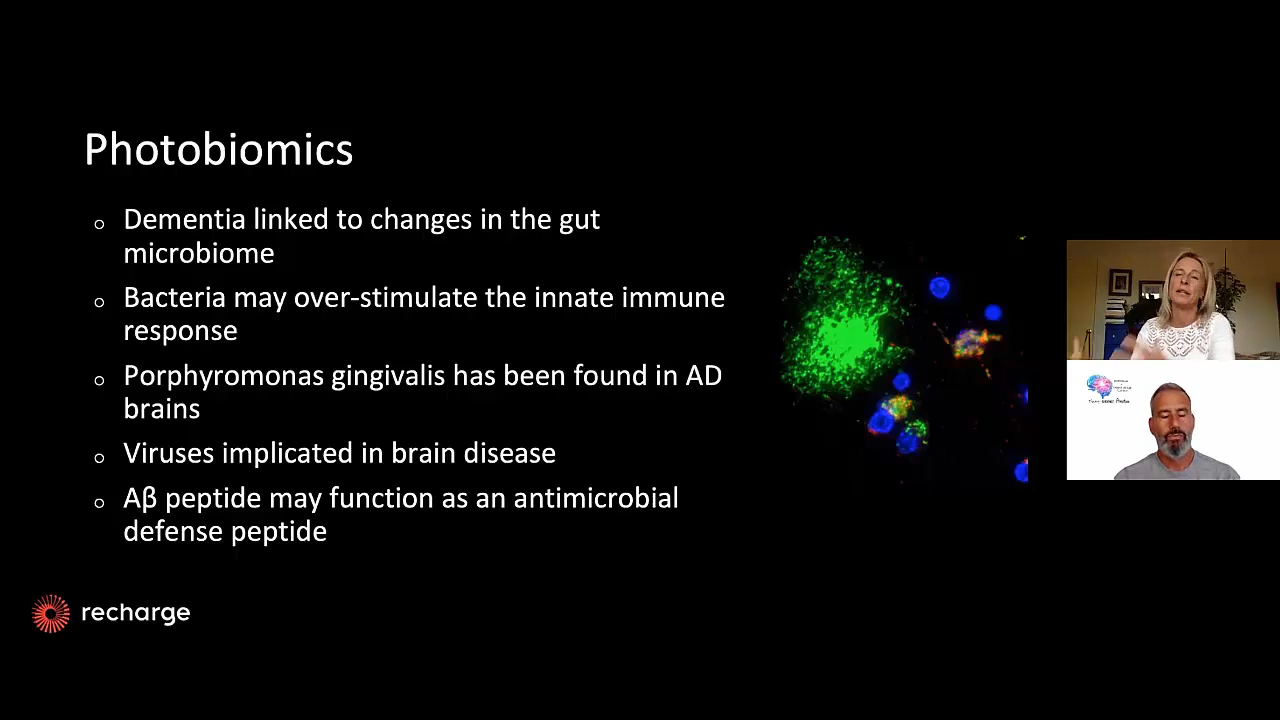 Photobiomics
Dementia linked to changes in the gut
microbiome
Bacteria may over-stimulate the innate immune
response
Porphyromonas gingivalis has been found in AD
brains
Viruses implicated in brain disease
Aβ peptide may function as an antimicrobial
defense peptide
recharge